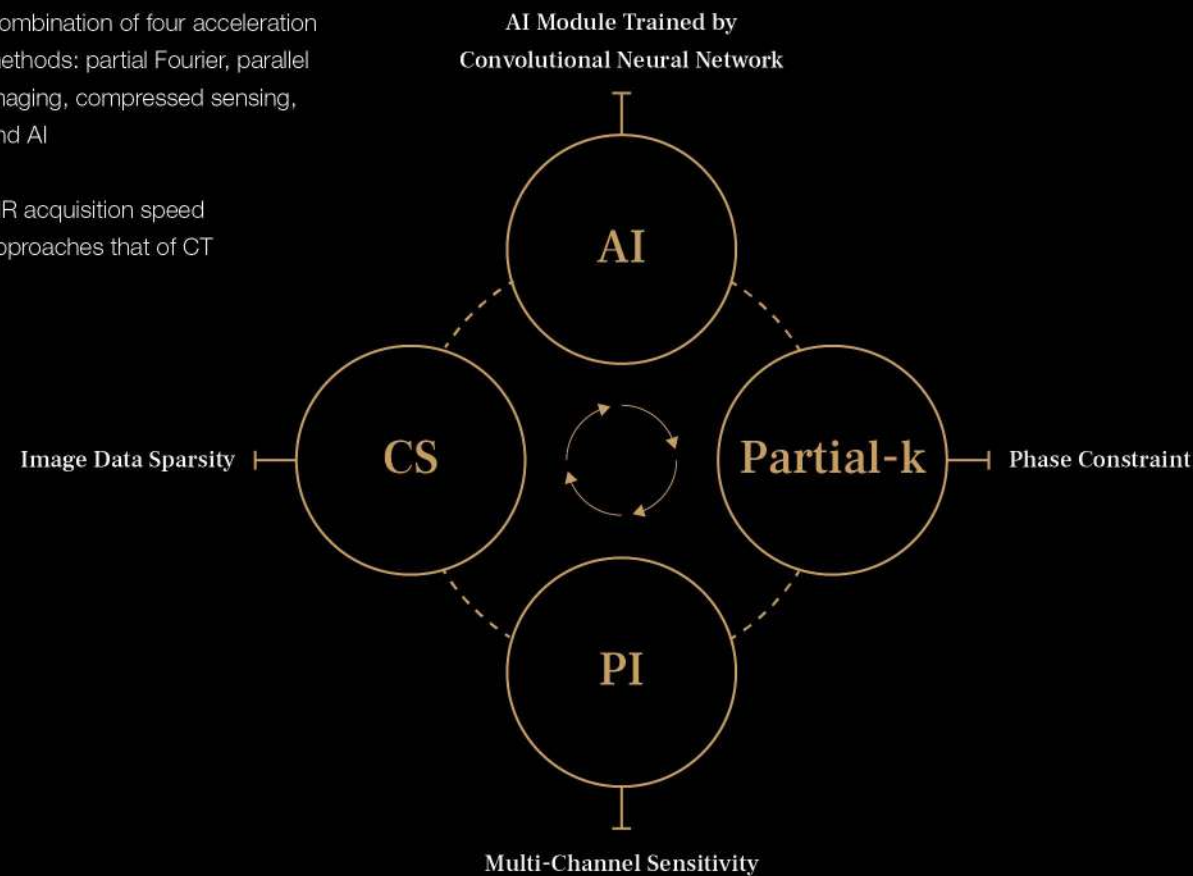 ombination of four acceleration
ethods: partial Fourier, parallel
naging, compressed sensing,
nd AI
R acquisition speed
pproaches that of CT
AI Module Trained by
Convolutional Neural Network
AI
CS
Partial-k
Image Data Sparsity
Phase Constraint
PI
Multi-Channel Sensitivity